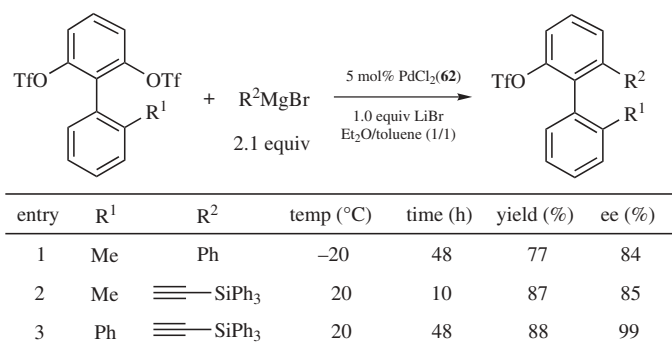 TfO OTf R¹ + R²MgBr 2.1 equiv
5 mol% PdCl₂(62)
1.0 equiv LiBr
Et₂O/toluene (1/1)
TfO R² R¹
entry R¹ R² temp (°C) time (h) yield (%) ee (%)
1 Me Ph –20 48 77 84
2 Me SiPh₃ 20 10 87 85
3 Ph SiPh₃ 20 48 88 99